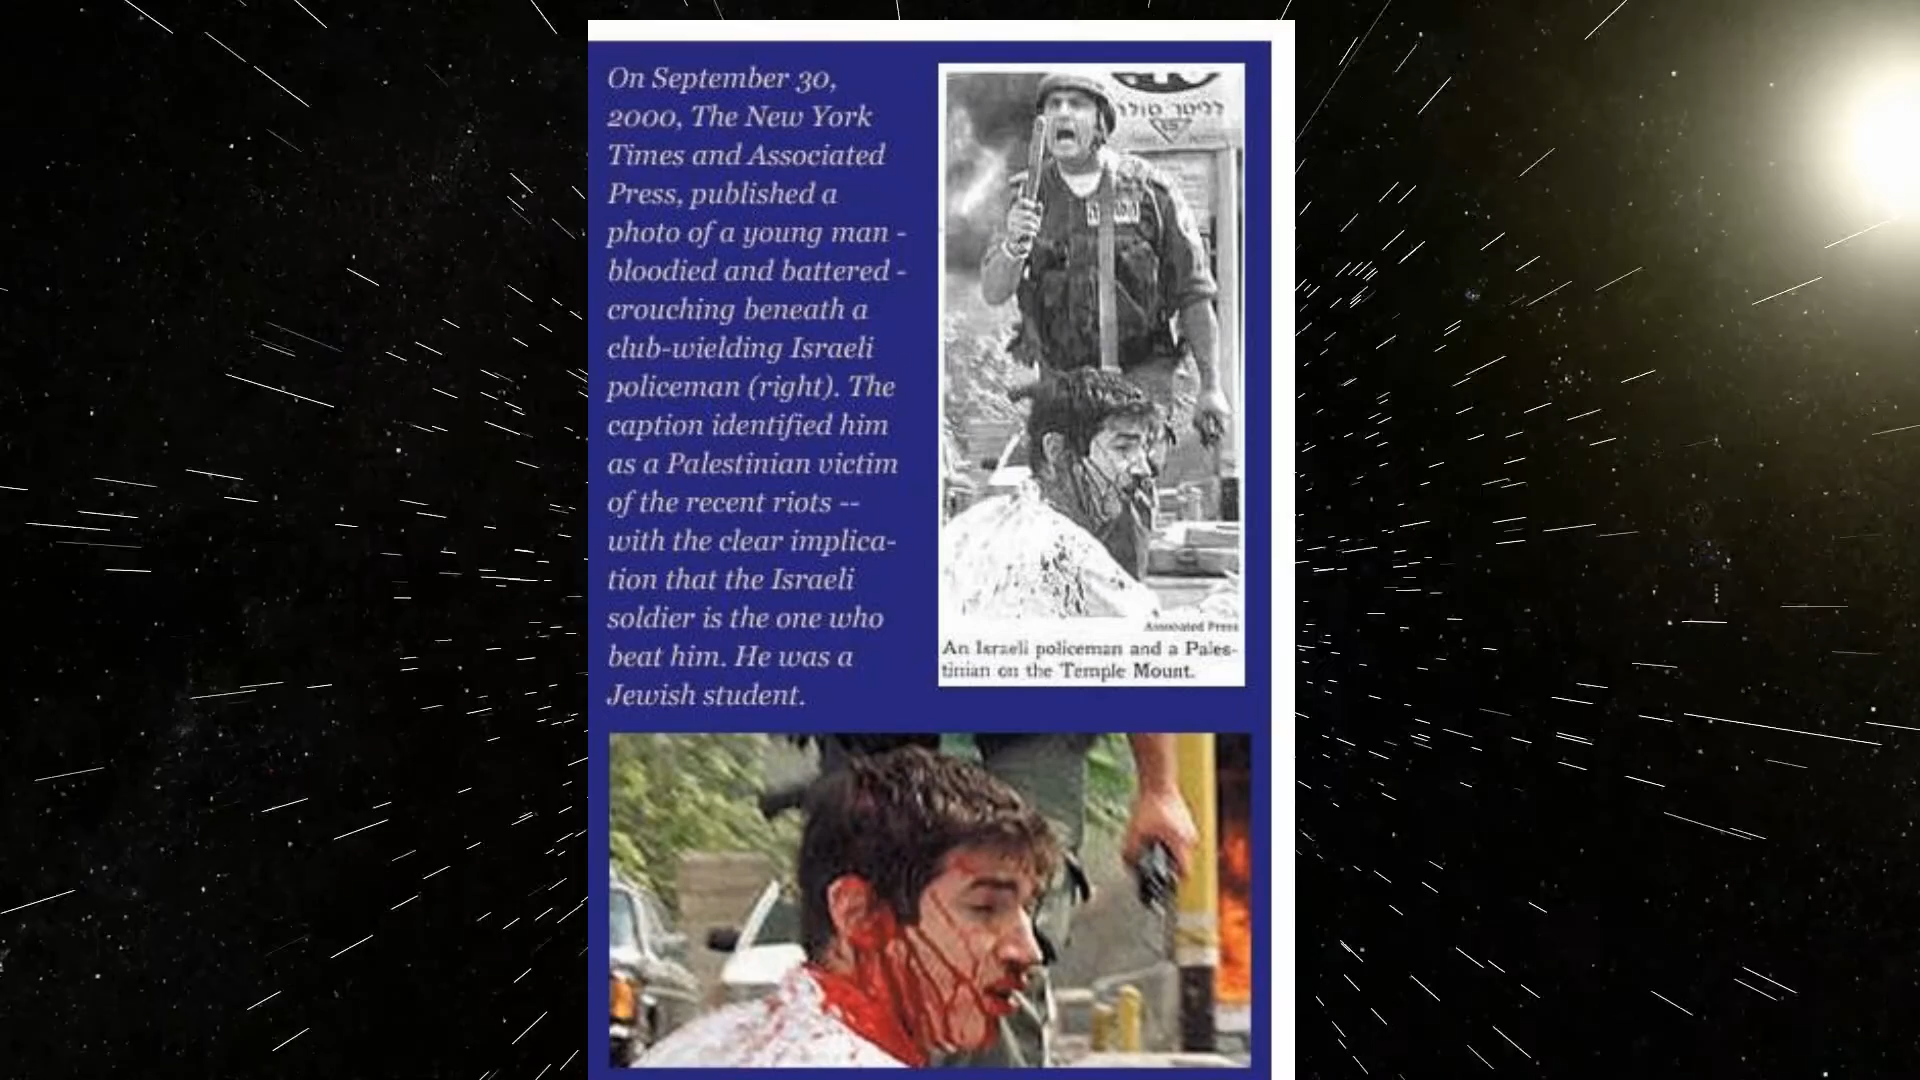 On September 30,
2000, The New York
Times and Associated
Press, published a
photo of a young man -
bloodied and battered -
crouching beneath a
club-wielding Israeli
policeman (right). The
caption identified him
as a Palestinian victim
of the recent riots --
with the clear implica-
tion that the Israeli
soldier is the one who
beat him. He was a
Jewish student.
לליטר סולר
Associated Press
An Israeli policeman and a Pales-
tinian on the Temple Mount.